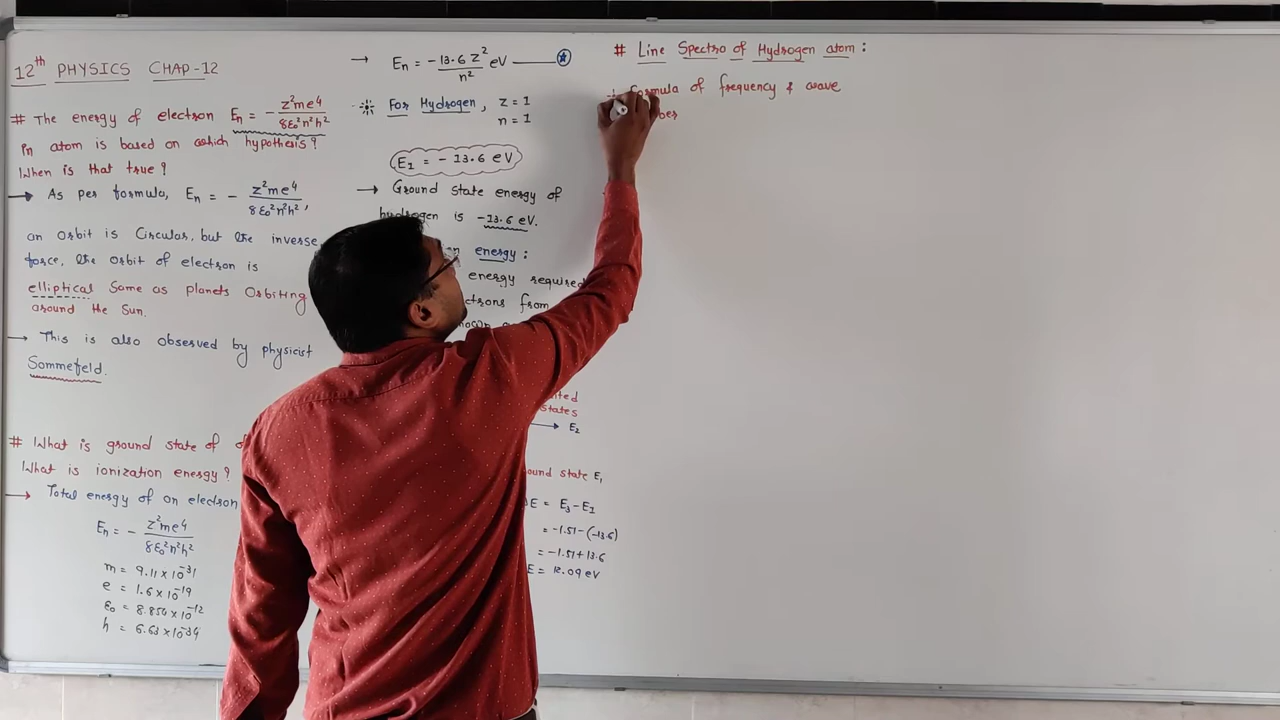 12th PHYSICS CHAP-12
# The energy of electron En = - z²me4 / 8ε0²n²h²
in atom is based on which hypothesis?
When is that true?
→ As per formula, En = - z²me4 / 8ε0²n²h²,
an orbit is Circular, but the inverse
force, the orbit of electron is
elliptical Same as planets Orbiting
around the Sun.
→ This is also observed by physicist
Sommefeld.
# What is ground state of
What is ionization energy?
→ Total energy of an electron
En = - z²me4 / 8ε0²n²h²
m = 9.11 × 10-31
e = 1.6 × 10-19
ε0 = 8.854 × 10-12
h = 6.63 × 10-34
→ En = -13.6 z² / n² eV
For Hydrogen, z = 1
n = 1
E1 = - 13.6 eV
→ Ground state energy of
hydrogen is -13.6 eV.
energy :
energy required
from
states
→ E2
state E1
E = E3 - E1
= -1.51 - (-13.6)
= -1.51 + 13.6
E = 12.09 eV
# Line Spectro of Hydrogen atom :
Formula of frequency & wave